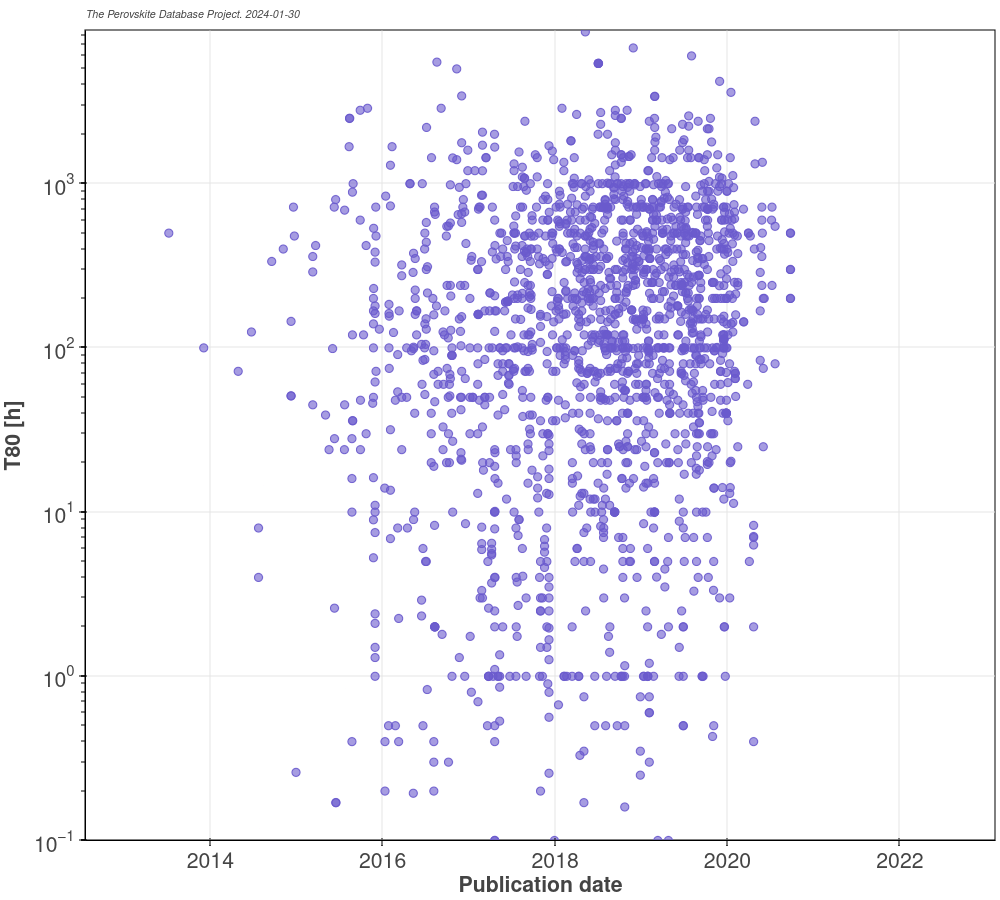 The Perovskite Database Project. 2024-01-30
T80 [h]
10³
10²
10¹
10⁰
10⁻¹
2014 2016 2018 2020 2022
Publication date